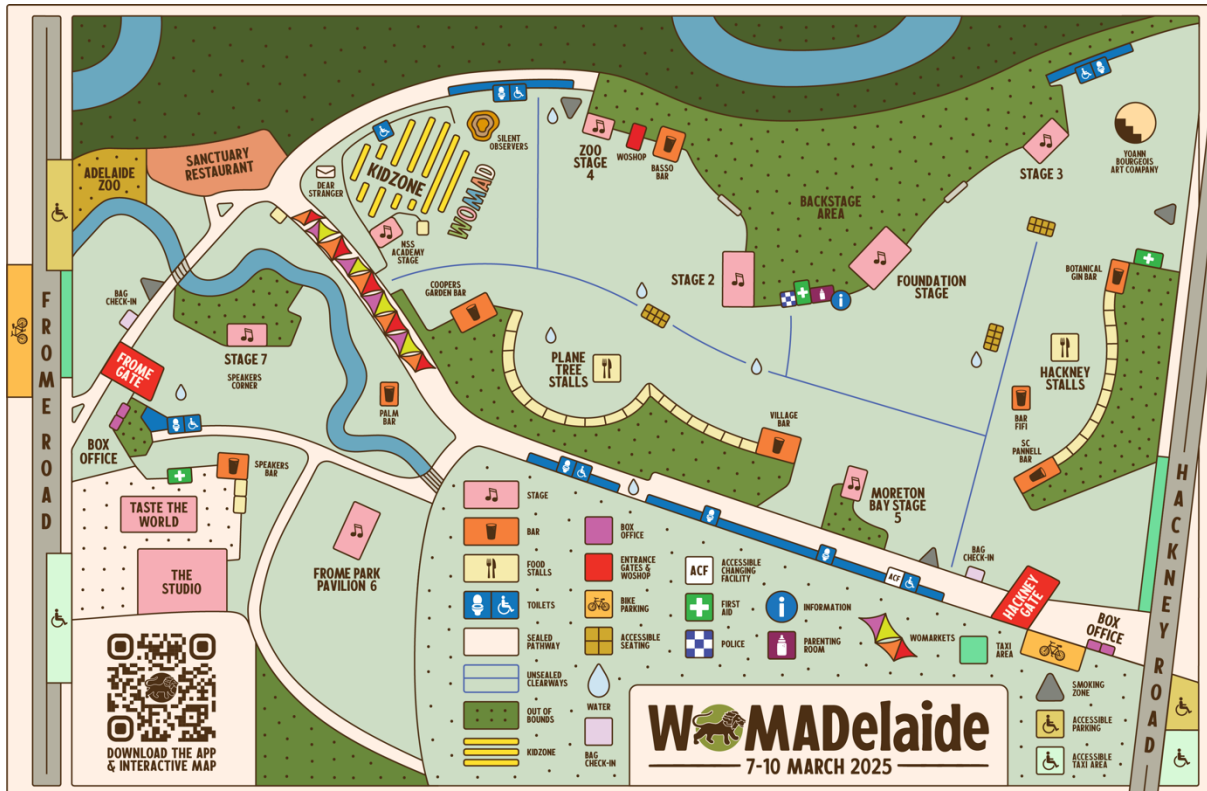 SANCTUARY
RESTAURANT
ADELAIDE
ZOO
DEAR
STRANGER
KIDZONE
SILENT
OBSERVERS
WOMAD
NSS
ACADEMY
STAGE
ZOO
STAGE
4
WOSHOP
BASSO
BAR
BACKSTAGE
AREA
STAGE 3
YOANN
BOURGEOIS
ART COMPANY
STAGE 2
FOUNDATION
STAGE
BOTANICAL
GIN BAR
COOPERS
GARDEN BAR
BAG
CHECK-IN
FROME
GATE
FROME ROAD
STAGE 7
SPEAKERS
CORNER
PALM
BAR
PLANE
TREE
STALLS
HACKNEY
STALLS
BAR
FIFI
SC
PANNELL
BAR
VILLAGE
BAR
BOX
OFFICE
SPEAKERS
BAR
TASTE THE
WORLD
THE
STUDIO
FROME PARK
PAVILION 6
MORETON
BAY STAGE
5
BAG
CHECK-IN
HACKNEY
GATE
BOX
OFFICE
HACKNEY ROAD
ACF
STAGE
BAR
FOOD
STALLS
TOILETS
SEALED
PATHWAY
UNSEALED
CLEARWAYS
OUT OF
BOUNDS
KIDZONE
BOX
OFFICE
ENTRANCE
GATES &
WOSHOP
BIKE
PARKING
ACCESSIBLE
SEATING
WATER
BAG
CHECK-IN
ACF
ACCESSIBLE
CHANGING
FACILITY
FIRST
AID
POLICE
INFORMATION
PARENTING
ROOM
WOMARKETS
TAXI
AREA
SMOKING
ZONE
ACCESSIBLE
PARKING
ACCESSIBLE
TAXI AREA
DOWNLOAD THE APP
& INTERACTIVE MAP
WOMADelaide
7-10 MARCH 2025